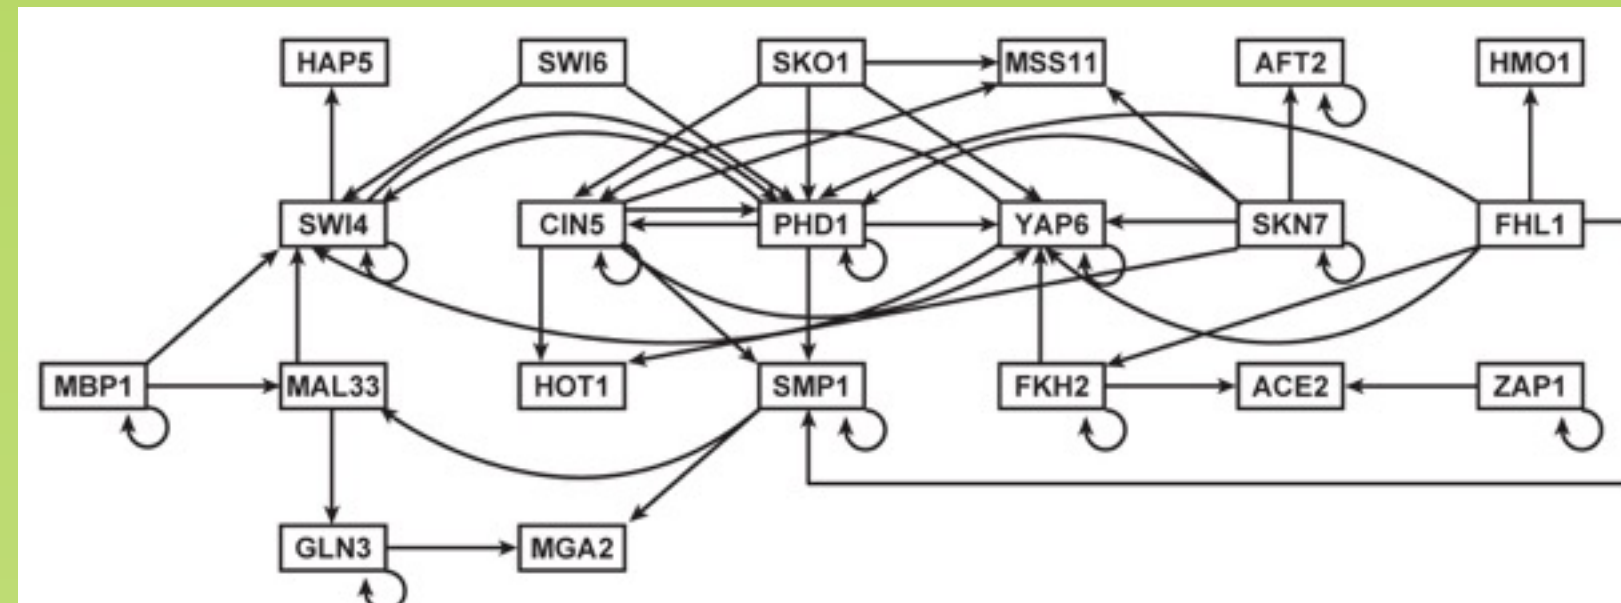 HAP5 SWI6 SKO1 MSS11 AFT2 HMO1
SWI4 CIN5 PHD1 YAP6 SKN7 FHL1
MBP1 MAL33 HOT1 SMP1 FKH2 ACE2 ZAP1
GLN3 MGA2